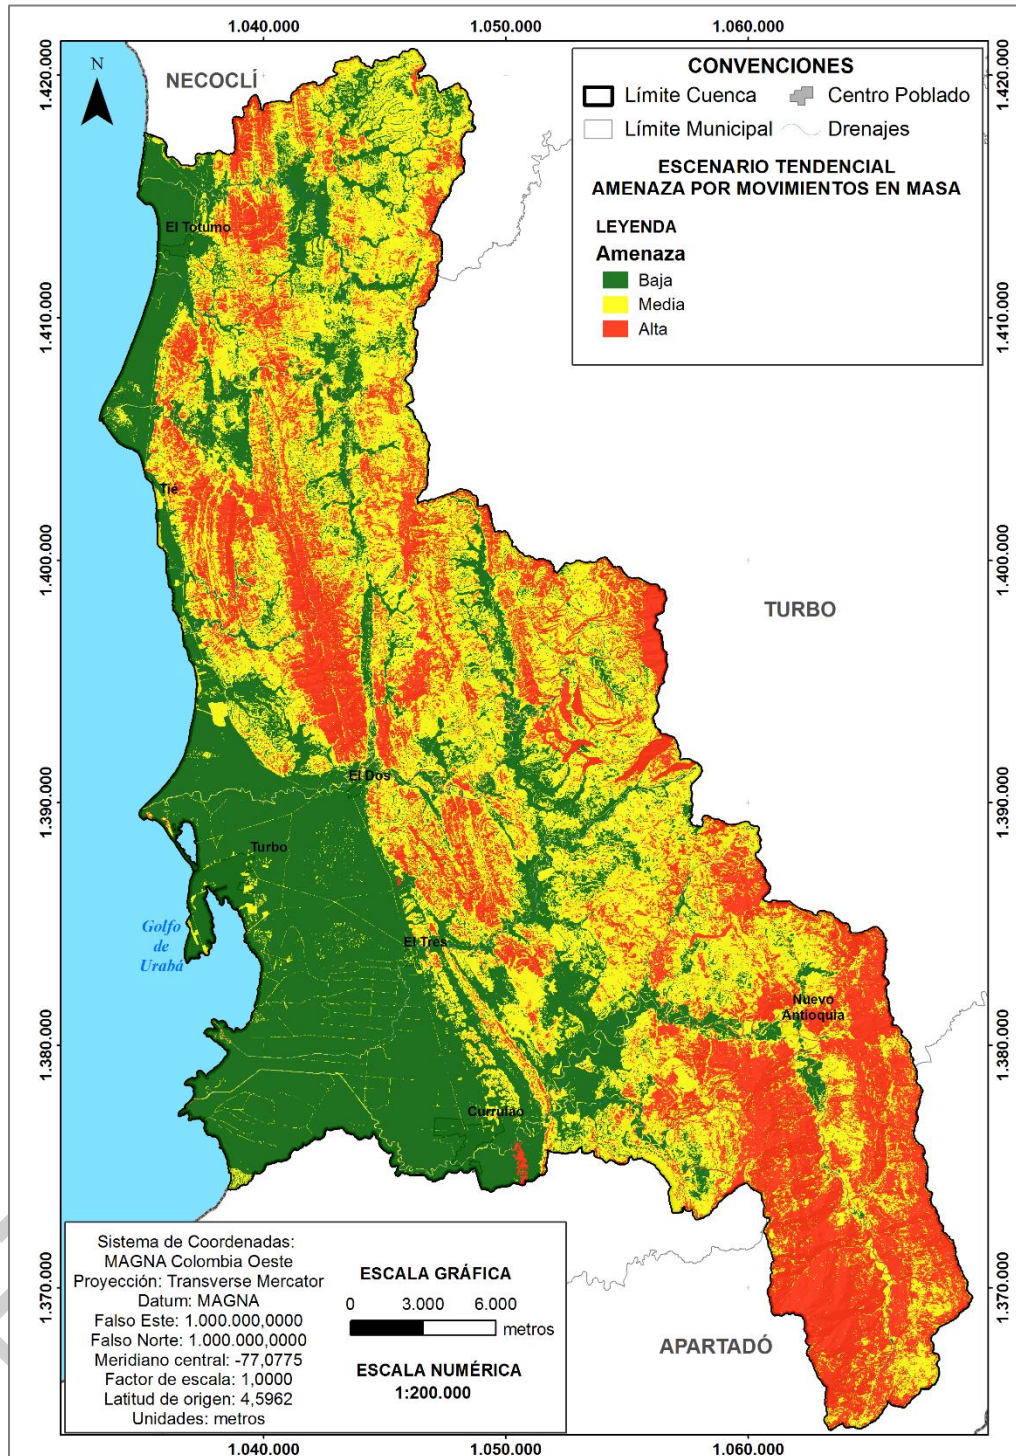 1.040.000 1.050.000 1.060.000
1.420.000 1.420.000
N
NECOCLÍ
CONVENCIONES
Límite Cuenca Centro Poblado
Límite Municipal Drenajes
ESCENARIO TENDENCIAL
AMENAZA POR MOVIMIENTOS EN MASA
LEYENDA
Amenaza
Baja
Media
Alta
El Totumo
1.410.000 1.410.000
Tié
1.400.000 1.400.000
TURBO
El Dos
1.390.000 1.390.000
Turbo
Golfo
de
Urabá
El Tres
Nuevo
Antioquia
1.380.000 1.380.000
Currulao
Sistema de Coordenadas:
MAGNA Colombia Oeste
Proyección: Transverse Mercator
Datum: MAGNA
Falso Este: 1.000.000,0000
Falso Norte: 1.000.000,0000
Meridiano central: -77,0775
Factor de escala: 1,0000
Latitud de origen: 4,5962
Unidades: metros
ESCALA GRÁFICA
0 3.000 6.000
metros
ESCALA NUMÉRICA
1:200.000
1.370.000 1.370.000
APARTADÓ
1.040.000 1.050.000 1.060.000